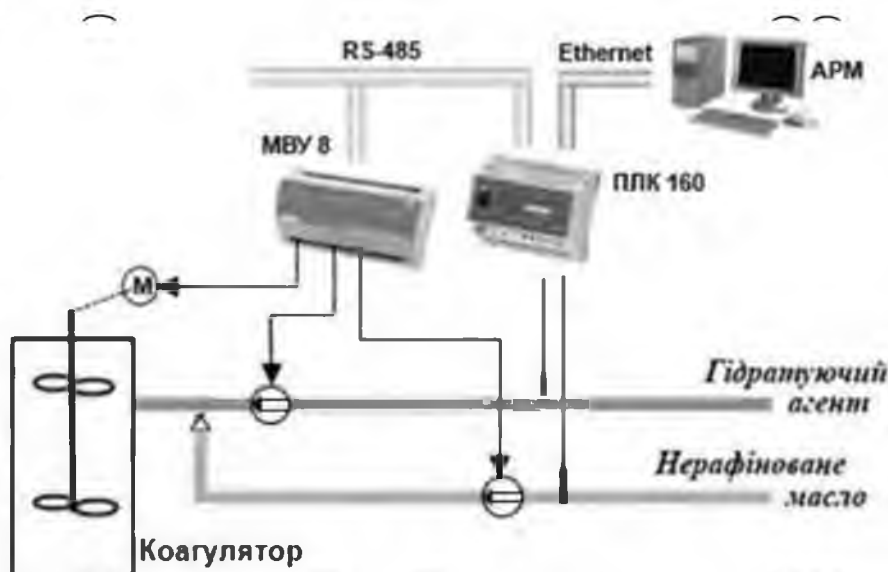 RS-485
Ethernet
АРМ
МВУ 8
ПЛК 160
М
Гідратуючий
агент
Нерафіноване
масло
Коагулятор